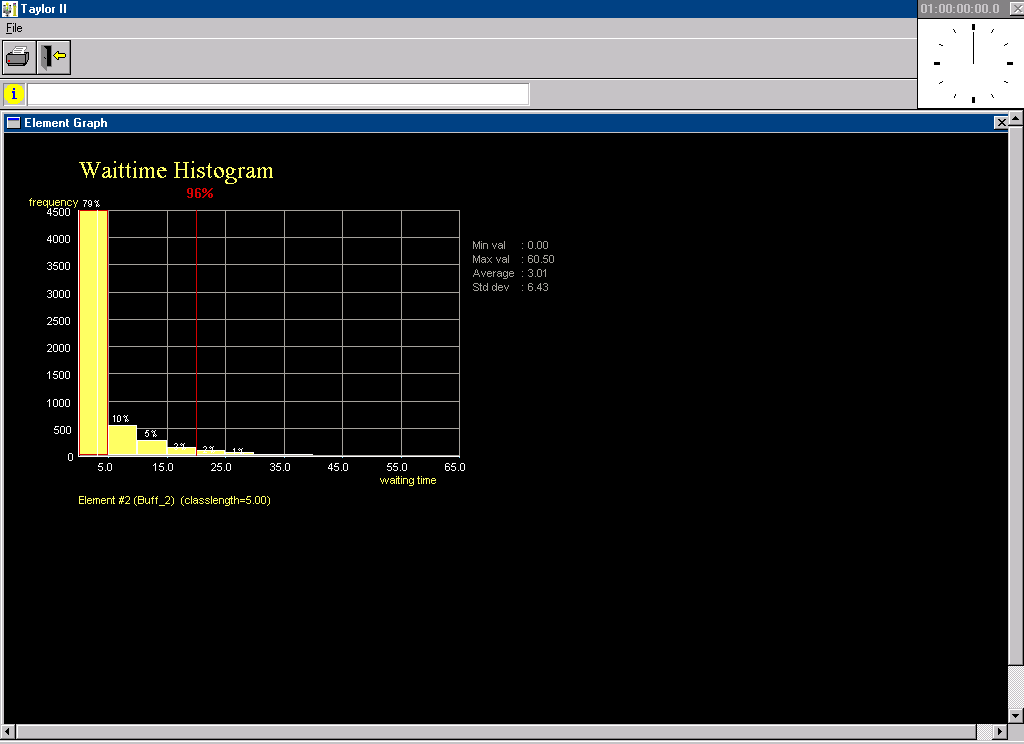 Taylor II
01:00:00:00.0
File
i
Element Graph
Waittime Histogram
96%
frequency
79%
4500
4000
3500
3000
2500
2000
1500
1000
500
0
10%
5%
1%
Min val : 0.00
Max val : 60.50
Average : 3.01
Std dev : 6.43
5.0 15.0 25.0 35.0 45.0 55.0 65.0
waiting time
Element #2 (Buff_2) (classlength=5.00)